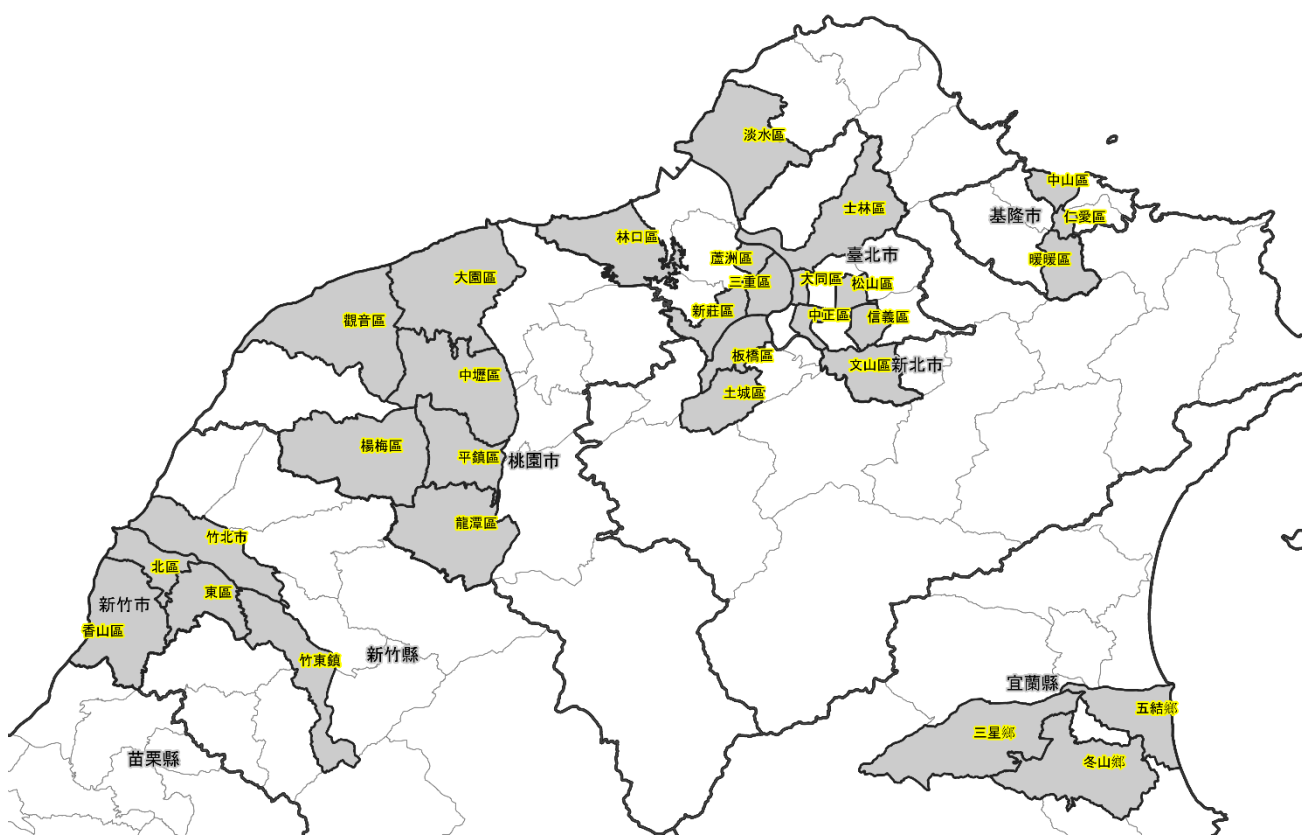 淡水區
中山區
士林區
基隆市
仁愛區
林口區
臺北市
蘆洲區
暖暖區
大園區
三重區
大同區
松山區
觀音區
新莊區
中正區
信義區
板橋區
文山區
新北市
中壢區
土城區
楊梅區
平鎮區
桃園市
龍潭區
竹北市
北區
東區
新竹市
香山區
竹東鎮
新竹縣
宜蘭縣
五結鄉
三星鄉
苗栗縣
冬山鄉